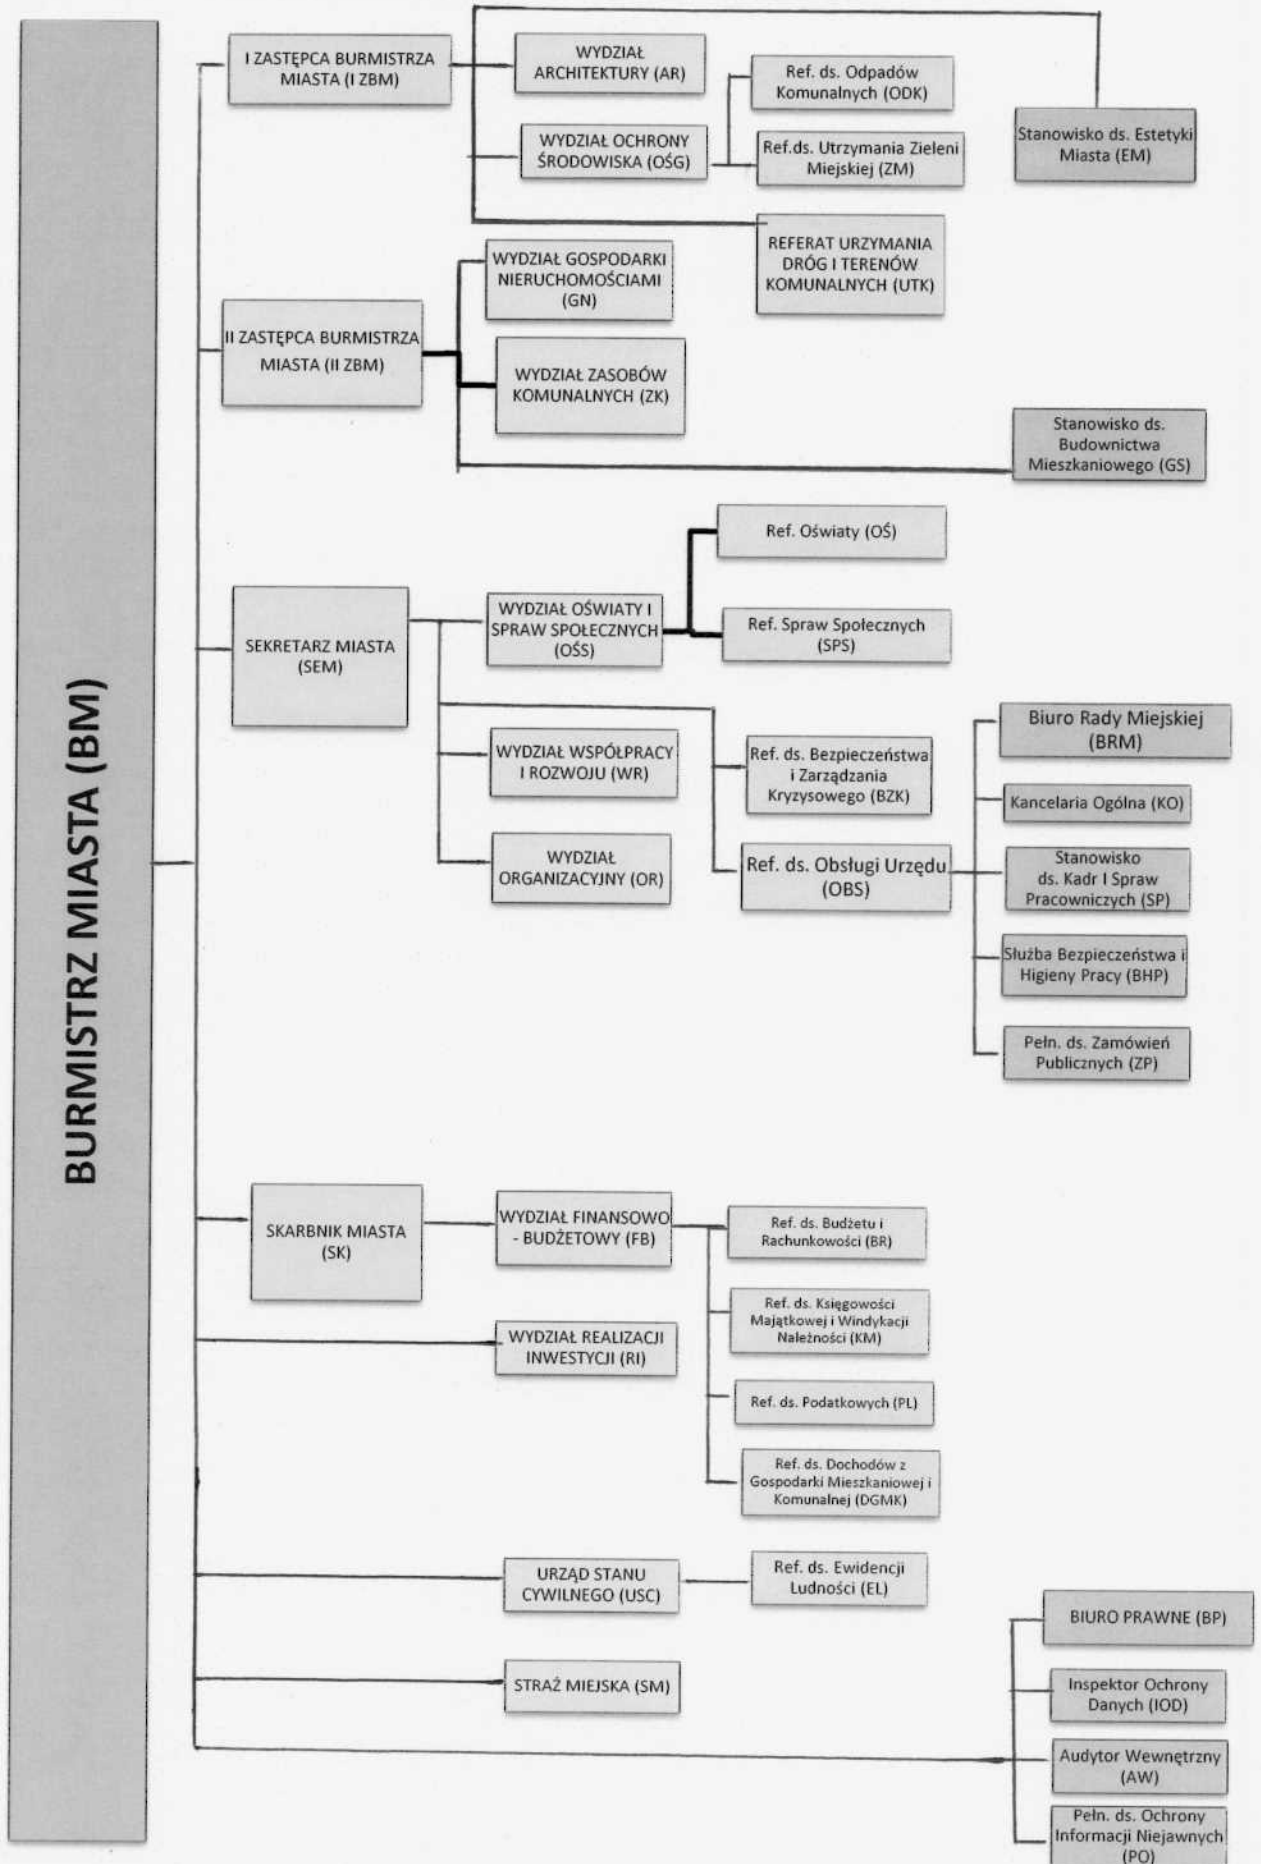 BURMISTRZ MIASTA (BM)
I ZASTĘPCA BURMISTRZA
MIASTA (I ZBM)
WYDZIAŁ
ARCHITEKTURY (AR)
WYDZIAŁ OCHRONY
ŚRODOWISKA (OŚG)
Ref. ds. Odpadów
Komunalnych (ODK)
Ref.ds. Utrzymania Zieleni
Miejskiej (ZM)
Stanowisko ds. Estetyki
Miasta (EM)
REFERAT URZYMANIA
DRÓG I TERENÓW
KOMUNALNYCH (UTK)
II ZASTĘPCA BURMISTRZA
MIASTA (II ZBM)
WYDZIAŁ GOSPODARKI
NIERUCHOMOŚCIAMI
(GN)
WYDZIAŁ ZASOBÓW
KOMUNALNYCH (ZK)
Stanowisko ds.
Budownictwa
Mieszkaniowego (GS)
SEKRETARZ MIASTA
(SEM)
WYDZIAŁ OŚWIATY I
SPRAW SPOŁECZNYCH
(OŚS)
Ref. Oświaty (OŚ)
Ref. Spraw Społecznych
(SPS)
WYDZIAŁ WSPÓŁPRACY
I ROZWOJU (WR)
WYDZIAŁ
ORGANIZACYJNY (OR)
Ref. ds. Bezpieczeństwa
i Zarządzania
Kryzysowego (BZK)
Ref. ds. Obsługi Urzędu
(OBS)
Biuro Rady Miejskiej
(BRM)
Kancelaria Ogólna (KO)
Stanowisko
ds. Kadr I Spraw
Pracowniczych (SP)
Służba Bezpieczeństwa i
Higieny Pracy (BHP)
Pełn. ds. Zamówień
Publicznych (ZP)
SKARBNIK MIASTA
(SK)
WYDZIAŁ FINANSOWO
- BUDŻETOWY (FB)
Ref. ds. Budżetu i
Rachunkowości (BR)
Ref. ds. Księgowości
Majątkowej i Windykacji
Należności (KM)
Ref. ds. Podatkowych (PL)
Ref. ds. Dochodów z
Gospodarki Mieszkaniowej i
Komunalnej (DGMK)
WYDZIAŁ REALIZACJI
INWESTYCJI (RI)
URZĄD STANU
CYWILNEGO (USC)
Ref. ds. Ewidencji
Ludności (EL)
STRAŻ MIEJSKA (SM)
BIURO PRAWNE (BP)
Inspektor Ochrony
Danych (IOD)
Audytor Wewnętrzny
(AW)
Pełn. ds. Ochrony
Informacji Niejawnych
(PO)